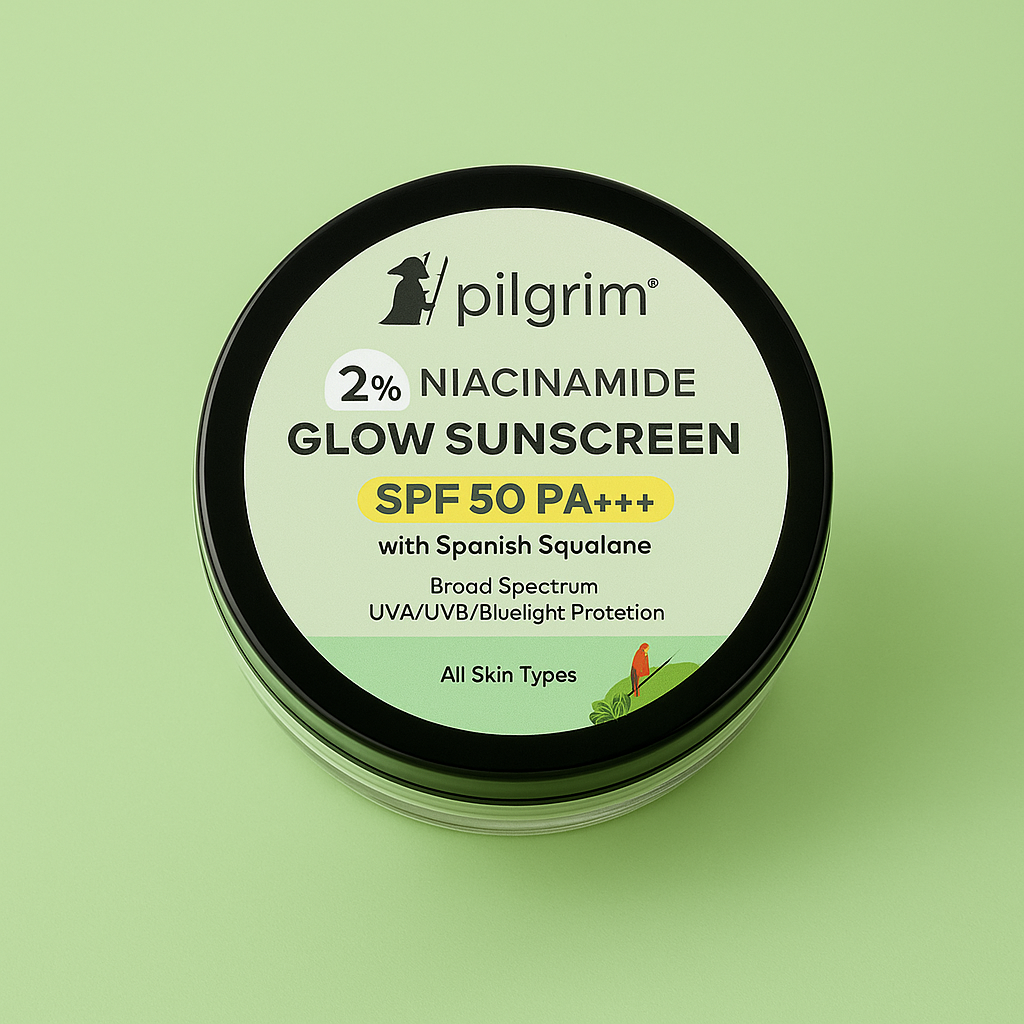 pilgrim®
2% NIACINAMIDE
GLOW SUNSCREEN
SPF 50 PA+++
with Spanish Squalane
Broad Spectrum
UVA/UVB/Bluelight Protetion
All Skin Types